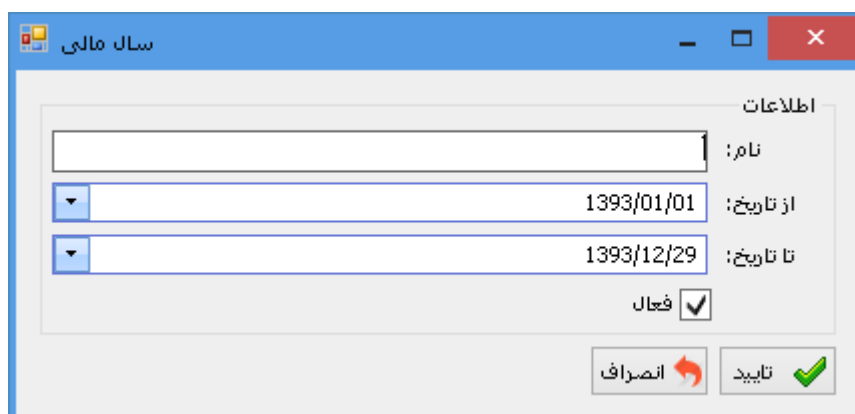 سال مالی
اطلاعات
نام:
از تاریخ: 1393/01/01
تا تاریخ: 1393/12/29
فعال
تایید انصراف